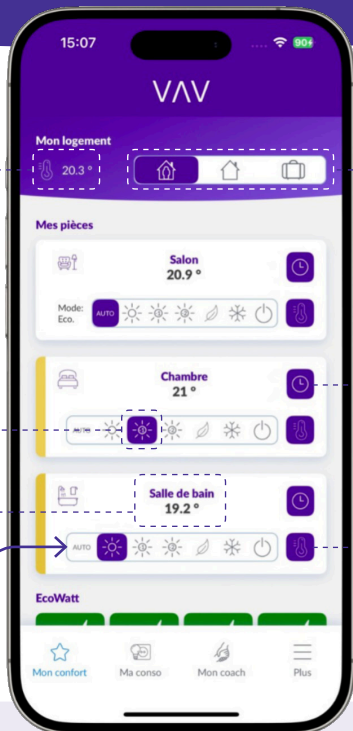 15:07
90+
VAV
Mon logement
20.3 °
Mes pièces
Salon
20.9 °
Mode:
Eco.
AUTO
Chambre
21 °
AUTO
Salle de bain
19.2 °
AUTO
EcoWatt
Mon confort
Ma conso
Mon coach
Plus